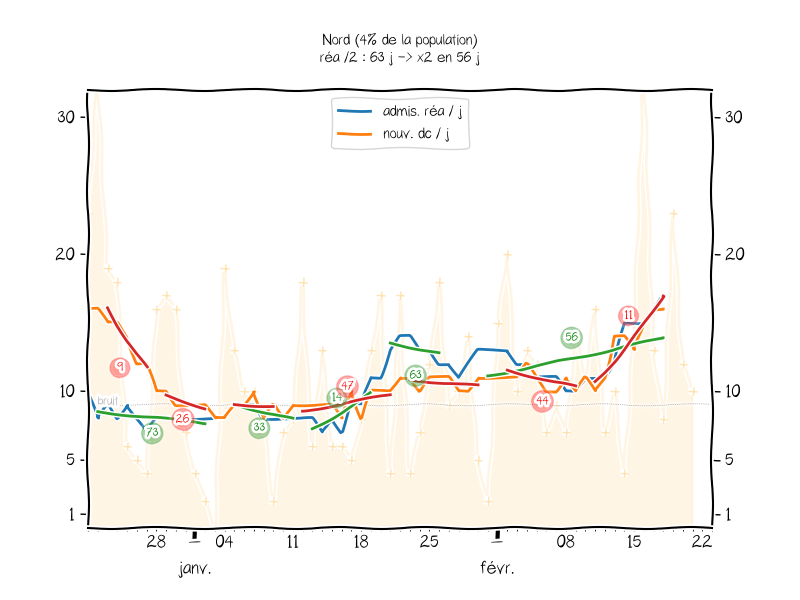 Nord (4% de la population)
réa /2 : 63 j -> x2 en 56 j
admis. réa / j
nouv. dc / j
30
30
20
20
10
10
5
5
1
1
bruit
9
73
26
33
14
47
63
44
56
11
28 04 11 18 25 08 15 22
janv. févr.